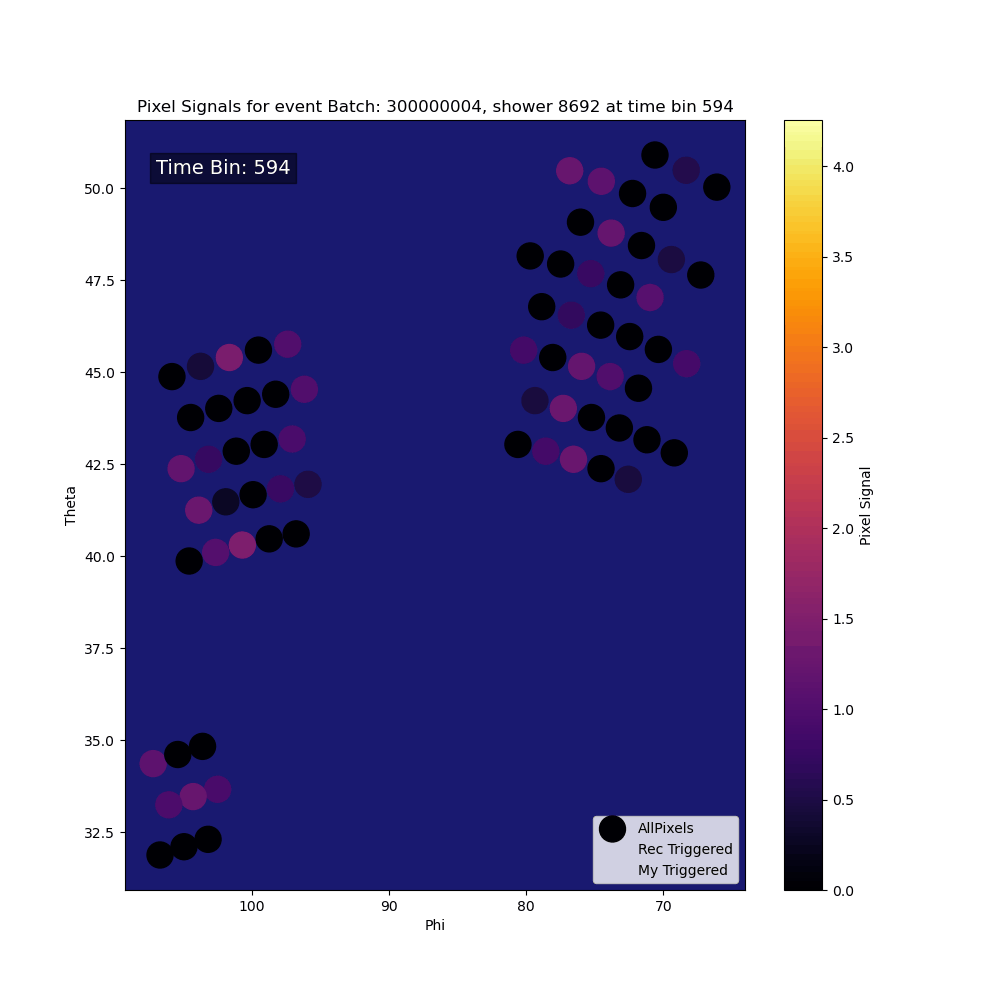 Pixel Signals for event Batch: 300000004, shower 8692 at time bin 594
Time Bin: 594
50.0
47.5
45.0
42.5
40.0
37.5
35.0
32.5
Theta
100
90
80
70
Phi
AllPixels
Rec Triggered
My Triggered
4.0
3.5
3.0
2.5
2.0
1.5
1.0
0.5
0.0
Pixel Signal